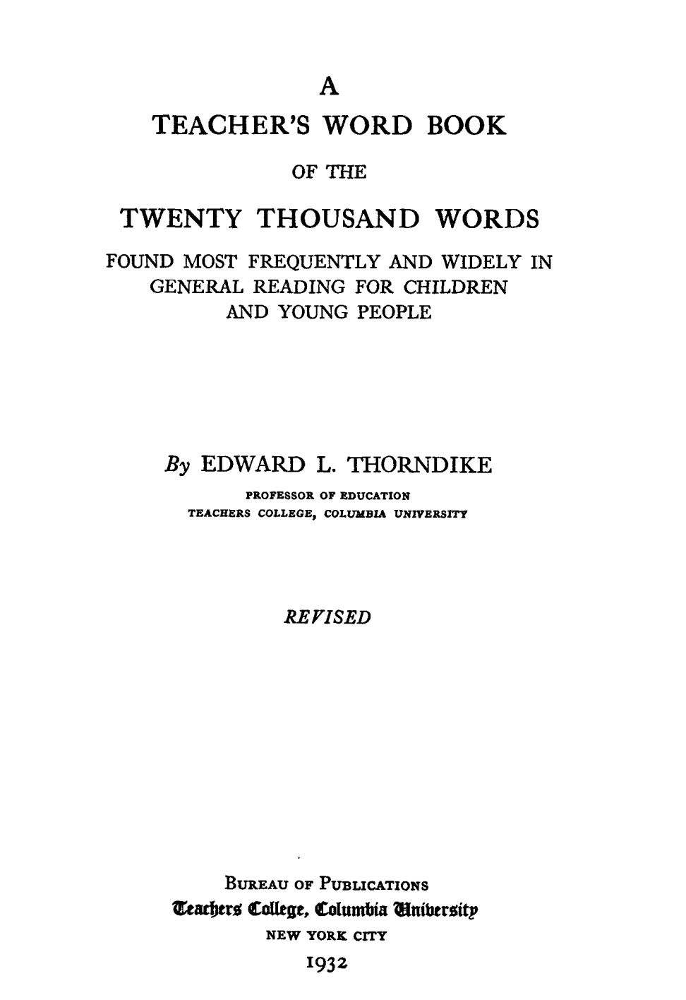 A
TEACHER'S WORD BOOK
OF THE
TWENTY THOUSAND WORDS
FOUND MOST FREQUENTLY AND WIDELY IN
GENERAL READING FOR CHILDREN
AND YOUNG PEOPLE
By EDWARD L. THORNDIKE
PROFESSOR OF EDUCATION
TEACHERS COLLEGE, COLUMBIA UNIVERSITY
REVISED
BUREAU OF PUBLICATIONS
Teachers College, Columbia University
NEW YORK CITY
1932